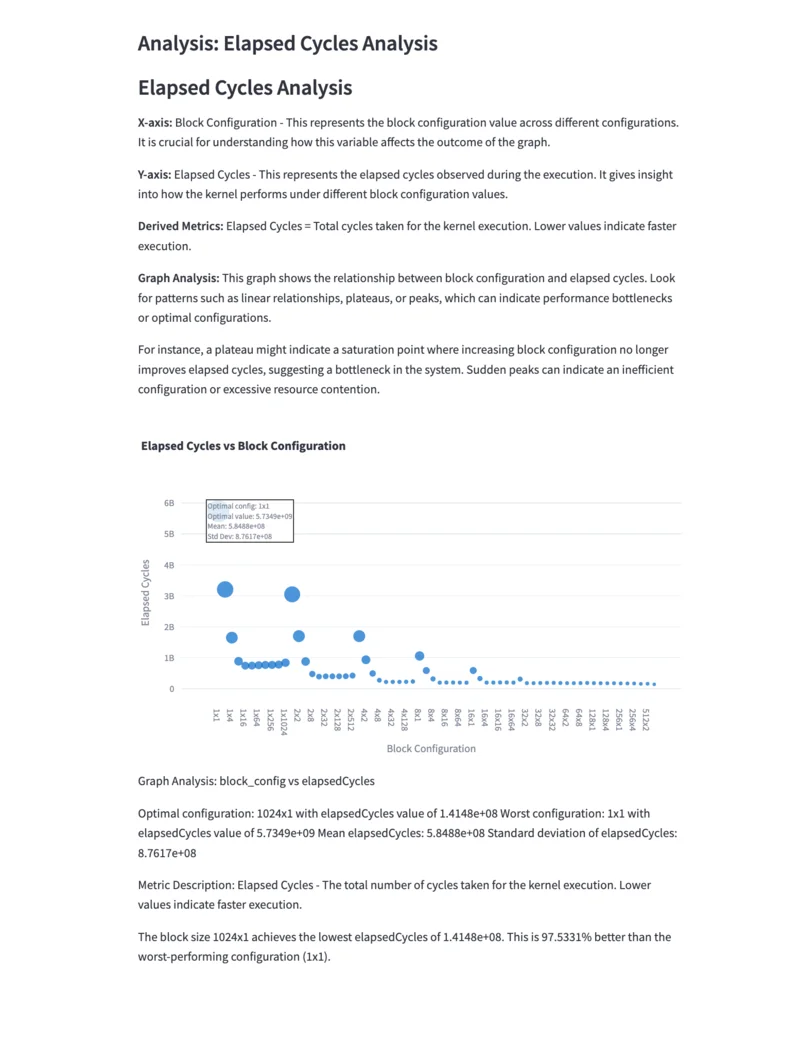 Analysis: Elapsed Cycles Analysis
Elapsed Cycles Analysis
X-axis: Block Configuration - This represents the block configuration value across different configurations.
It is crucial for understanding how this variable affects the outcome of the graph.
Y-axis: Elapsed Cycles - This represents the elapsed cycles observed during the execution. It gives insight
into how the kernel performs under different block configuration values.
Derived Metrics: Elapsed Cycles = Total cycles taken for the kernel execution. Lower values indicate faster
execution.
Graph Analysis: This graph shows the relationship between block configuration and elapsed cycles. Look
for patterns such as linear relationships, plateaus, or peaks, which can indicate performance bottlenecks
or optimal configurations.
For instance, a plateau might indicate a saturation point where increasing block configuration no longer
improves elapsed cycles, suggesting a bottleneck in the system. Sudden peaks can indicate an inefficient
configuration or excessive resource contention.
Elapsed Cycles vs Block Configuration
6B
5B
4B
3B
2B
1B
0
Elapsed Cycles
Optimal config: 1x1
Optimal value: 5.7349e+09
Mean: 5.8488e+08
Std Dev: 8.7617e+08
1x1
1x4
1x16
1x64
1x256
1x1024
2x2
2x8
2x32
2x128
2x512
4x2
4x8
4x32
4x128
8x1
8x4
8x16
8x64
16x1
16x4
16x16
16x64
32x2
32x8
32x32
64x2
64x8
128x1
128x4
256x1
256x4
512x2
Block Configuration
Graph Analysis: block_config vs elapsedCycles
Optimal configuration: 1024x1 with elapsedCycles value of 1.4148e+08 Worst configuration: 1x1 with
elapsedCycles value of 5.7349e+09 Mean elapsedCycles: 5.8488e+08 Standard deviation of elapsedCycles:
8.7617e+08
Metric Description: Elapsed Cycles - The total number of cycles taken for the kernel execution. Lower
values indicate faster execution.
The block size 1024x1 achieves the lowest elapsedCycles of 1.4148e+08. This is 97.5331% better than the
worst-performing configuration (1x1).